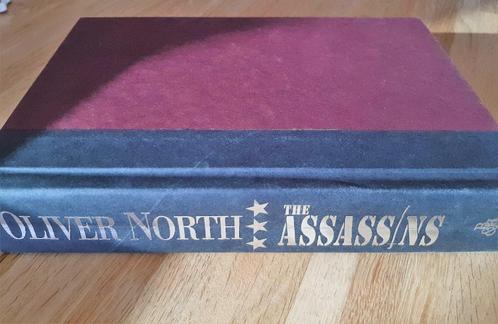 OLIVER NORTH
THE
ASSASSINS